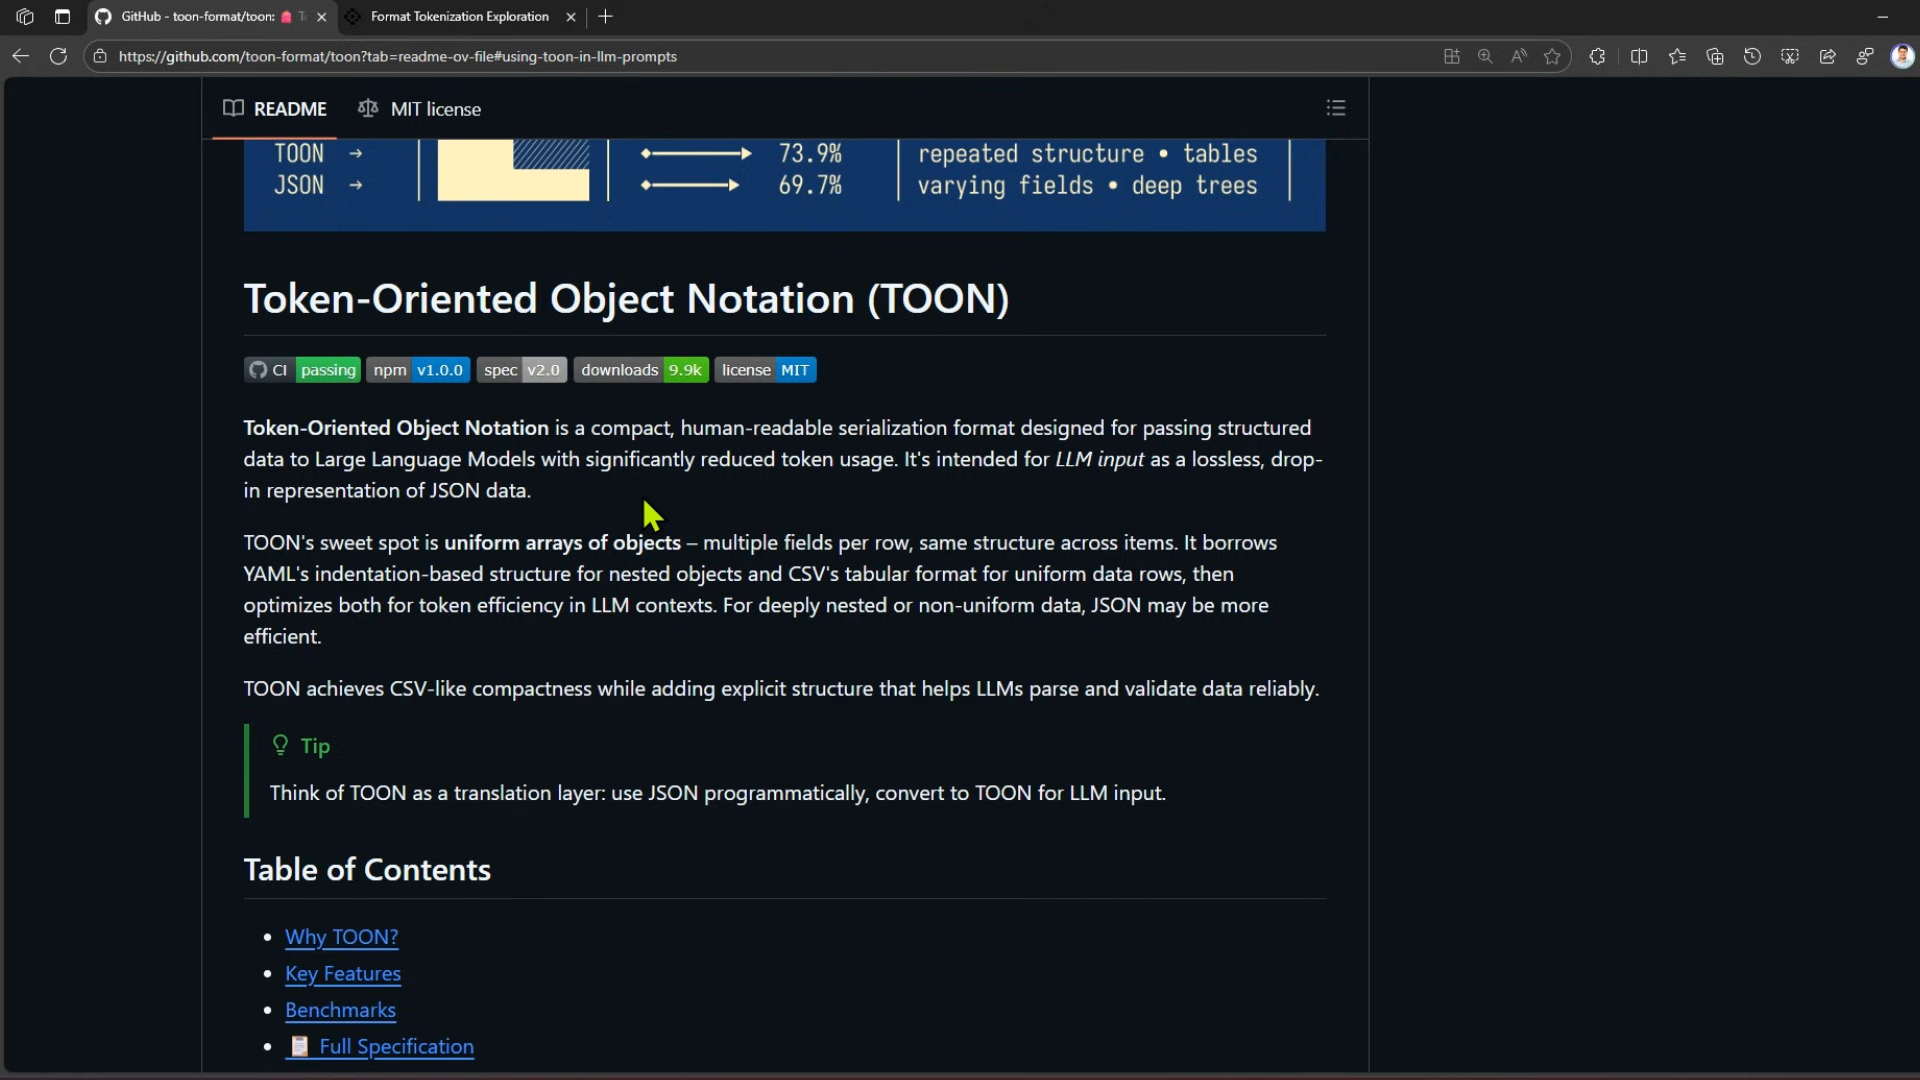 GitHub - toon-format/toon:
Format Tokenization Exploration
https://github.com/toon-format/toon?tab=readme-ov-file#using-toon-in-llm-prompts
README
MIT license
TOON → 73.9% repeated structure • tables
JSON → 69.7% varying fields • deep trees
Token-Oriented Object Notation (TOON)
CI passing npm v1.0.0 spec v2.0 downloads 9.9k license MIT
Token-Oriented Object Notation is a compact, human-readable serialization format designed for passing structured
data to Large Language Models with significantly reduced token usage. It's intended for LLM input as a lossless, drop-
in representation of JSON data.
TOON's sweet spot is uniform arrays of objects – multiple fields per row, same structure across items. It borrows
YAML's indentation-based structure for nested objects and CSV's tabular format for uniform data rows, then
optimizes both for token efficiency in LLM contexts. For deeply nested or non-uniform data, JSON may be more
efficient.
TOON achieves CSV-like compactness while adding explicit structure that helps LLMs parse and validate data reliably.
Tip
Think of TOON as a translation layer: use JSON programmatically, convert to TOON for LLM input.
Table of Contents
• Why TOON?
• Key Features
• Benchmarks
• 📋 Full Specification